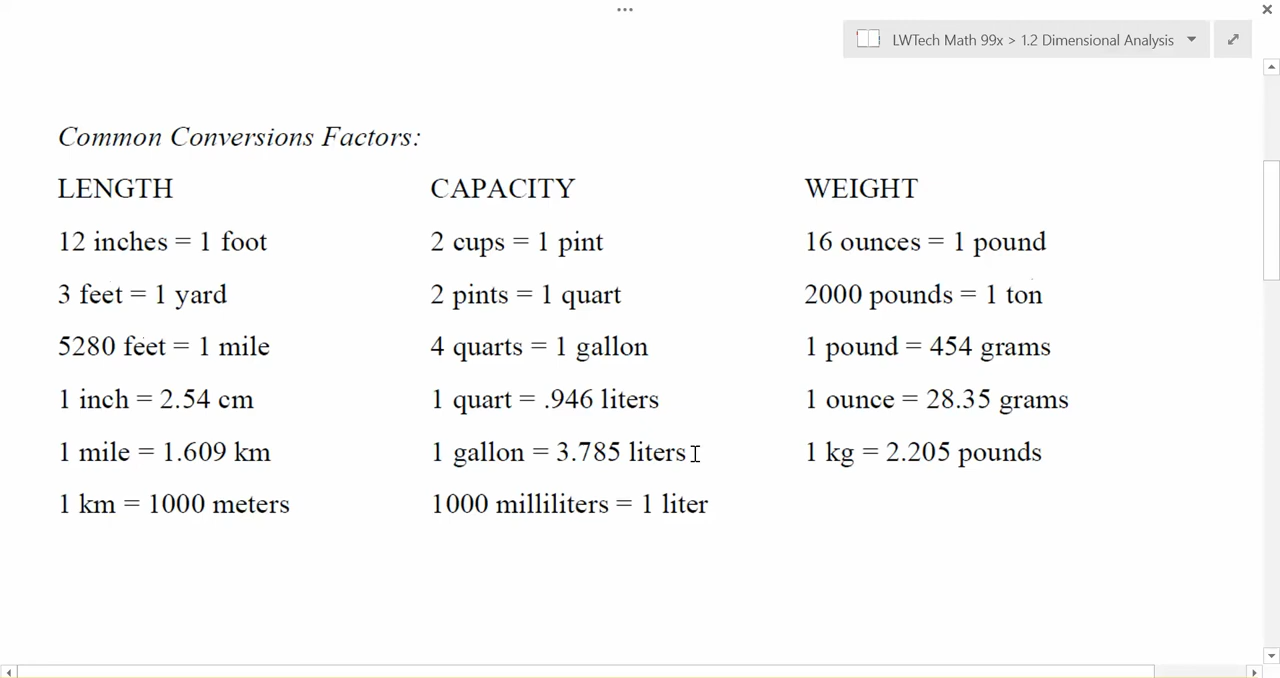 LWTech Math 99x > 1.2 Dimensional Analysis
Common Conversions Factors:
LENGTH
12 inches = 1 foot
3 feet = 1 yard
5280 feet = 1 mile
1 inch = 2.54 cm
1 mile = 1.609 km
1 km = 1000 meters
CAPACITY
2 cups = 1 pint
2 pints = 1 quart
4 quarts = 1 gallon
1 quart = .946 liters
1 gallon = 3.785 liters
1000 milliliters = 1 liter
WEIGHT
16 ounces = 1 pound
2000 pounds = 1 ton
1 pound = 454 grams
1 ounce = 28.35 grams
1 kg = 2.205 pounds